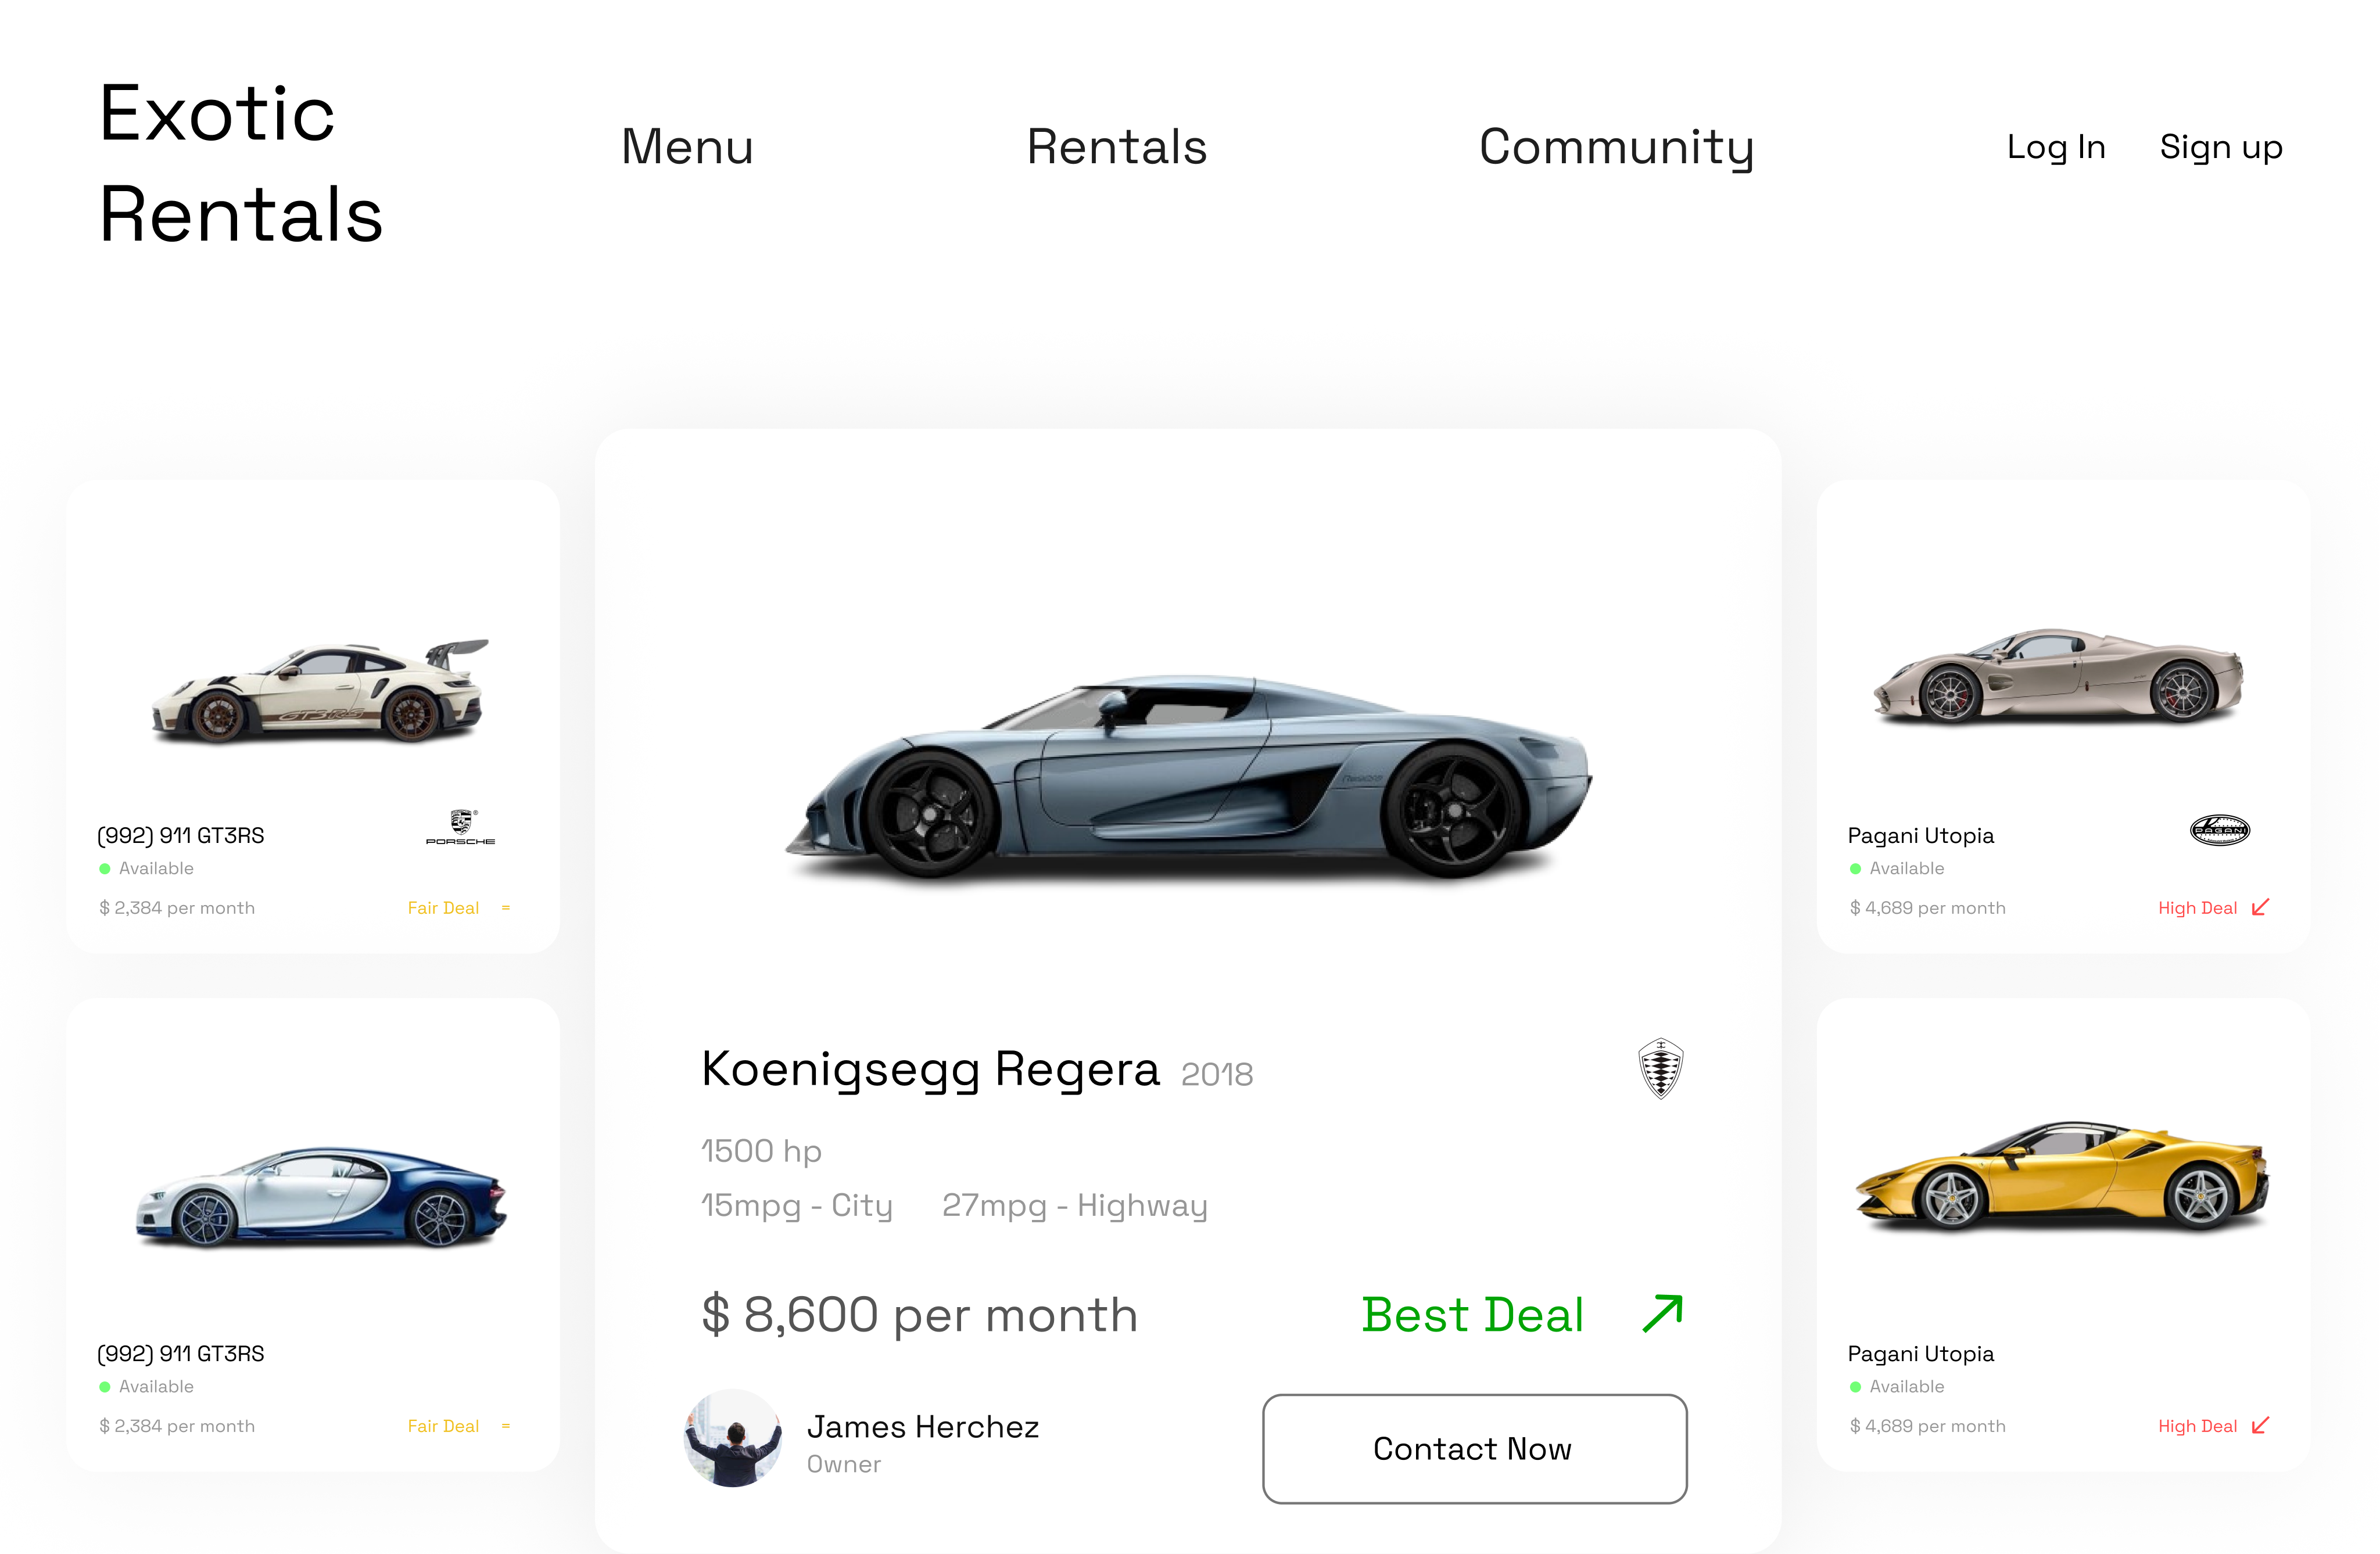 Exotic
Rentals
Menu
Rentals
Community
Log In
Sign up
GT3 RS
(992) 911 GT3RS
PORSCHE
Available
$ 2,384 per month
Fair Deal =
(992) 911 GT3RS
Available
$ 2,384 per month
Fair Deal =
Koenigsegg Regera 2018
1500 hp
15mpg - City 27mpg - Highway
$ 8,600 per month
Best Deal
James Herchez
Owner
Contact Now
Pagani Utopia
PAGANI
Available
$ 4,689 per month
High Deal
Pagani Utopia
Available
$ 4,689 per month
High Deal